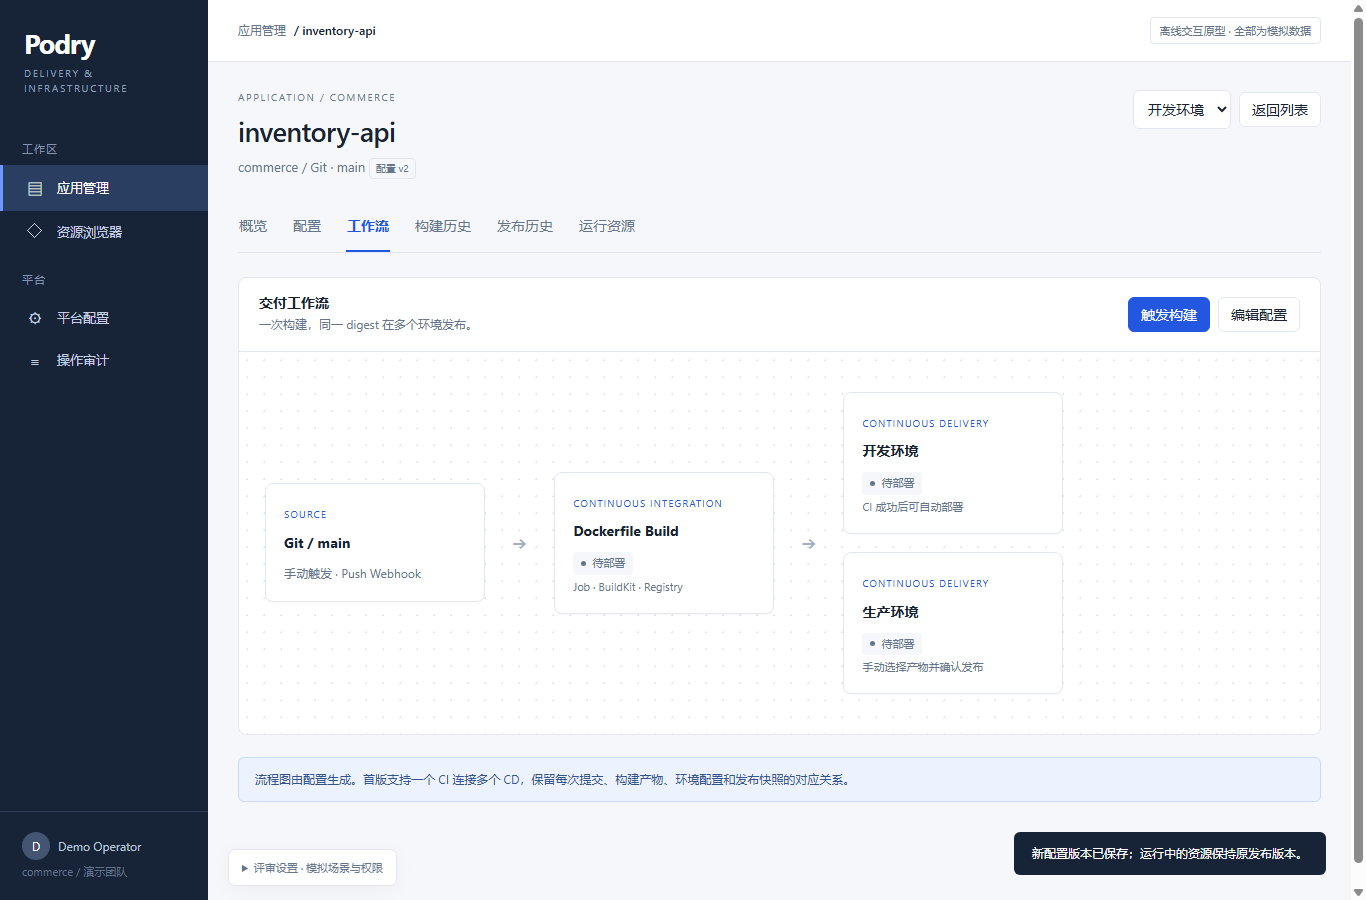 Podry
DELIVERY &
INFRASTRUCTURE
工作区
应用管理
资源浏览器
平台
平台配置
操作审计
D Demo Operator
commerce / 演示团队
应用管理 / inventory-api
离线交互原型 · 全部为模拟数据
APPLICATION / COMMERCE
inventory-api
commerce / Git · main 配置 v2
开发环境
返回列表
概览 配置 工作流 构建历史 发布历史 运行资源
交付工作流
一次构建，同一 digest 在多个环境发布。
触发构建 编辑配置
SOURCE
Git / main
手动触发 · Push Webhook
CONTINUOUS INTEGRATION
Dockerfile Build
待部署
Job · BuildKit · Registry
CONTINUOUS DELIVERY
开发环境
待部署
CI 成功后可自动部署
CONTINUOUS DELIVERY
生产环境
待部署
手动选择产物并确认发布
流程图由配置生成。首版支持一个 CI 连接多个 CD，保留每次提交、构建产物、环境配置和发布快照的对应关系。
评审设置 · 模拟场景与权限
新配置版本已保存；运行中的资源保持原发布版本。